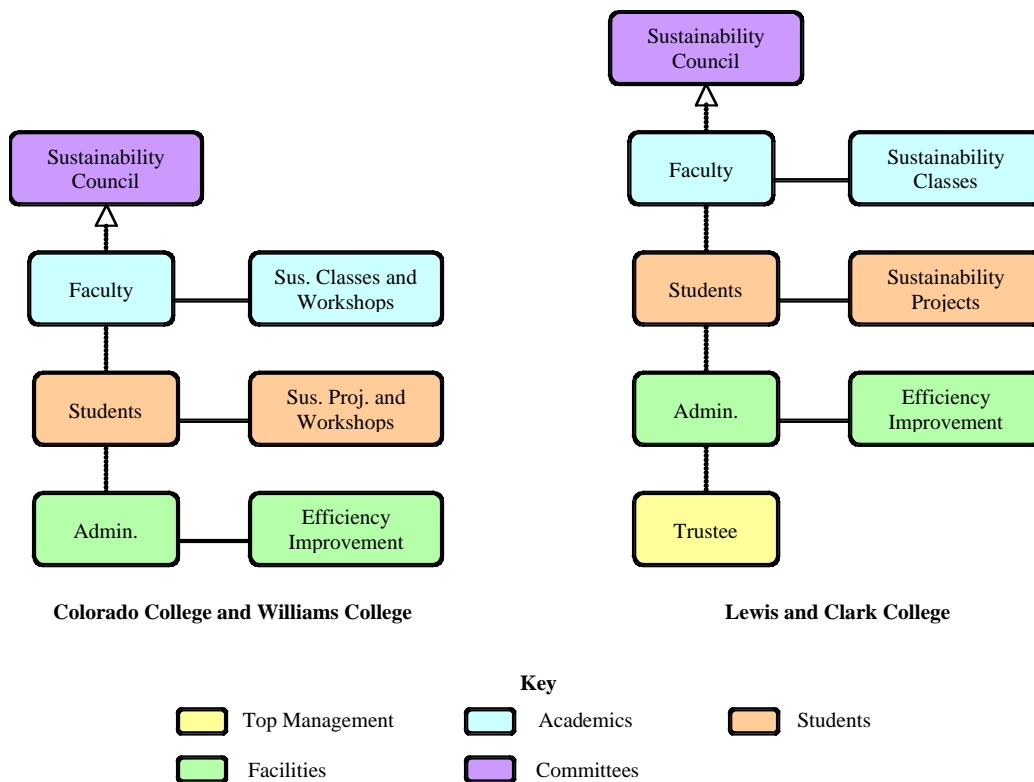 Sustainability
Council
Faculty
Sus. Classes and
Workshops
Students
Sus. Proj. and
Workshops
Admin.
Efficiency
Improvement
Colorado College and Williams College
Sustainability
Council
Faculty
Sustainability
Classes
Students
Sustainability
Projects
Admin.
Efficiency
Improvement
Trustee
Lewis and Clark College
Key
Top Management
Academics
Students
Facilities
Committees